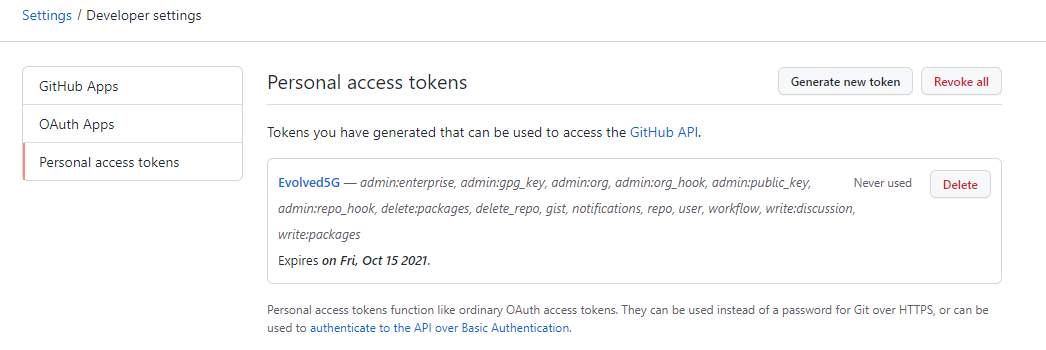 Settings / Developer settings
GitHub Apps
OAuth Apps
Personal access tokens
Personal access tokens
Generate new token
Revoke all
Tokens you have generated that can be used to access the GitHub API.
Evolved5G — admin:enterprise, admin:gpg_key, admin:org, admin:org_hook, admin:public_key,
admin:repo_hook, delete:packages, delete_repo, gist, notifications, repo, user, workflow, write:discussion,
write:packages
Never used
Delete
Expires on Fri, Oct 15 2021.
Personal access tokens function like ordinary OAuth access tokens. They can be used instead of a password for Git over HTTPS, or can be
used to authenticate to the API over Basic Authentication.